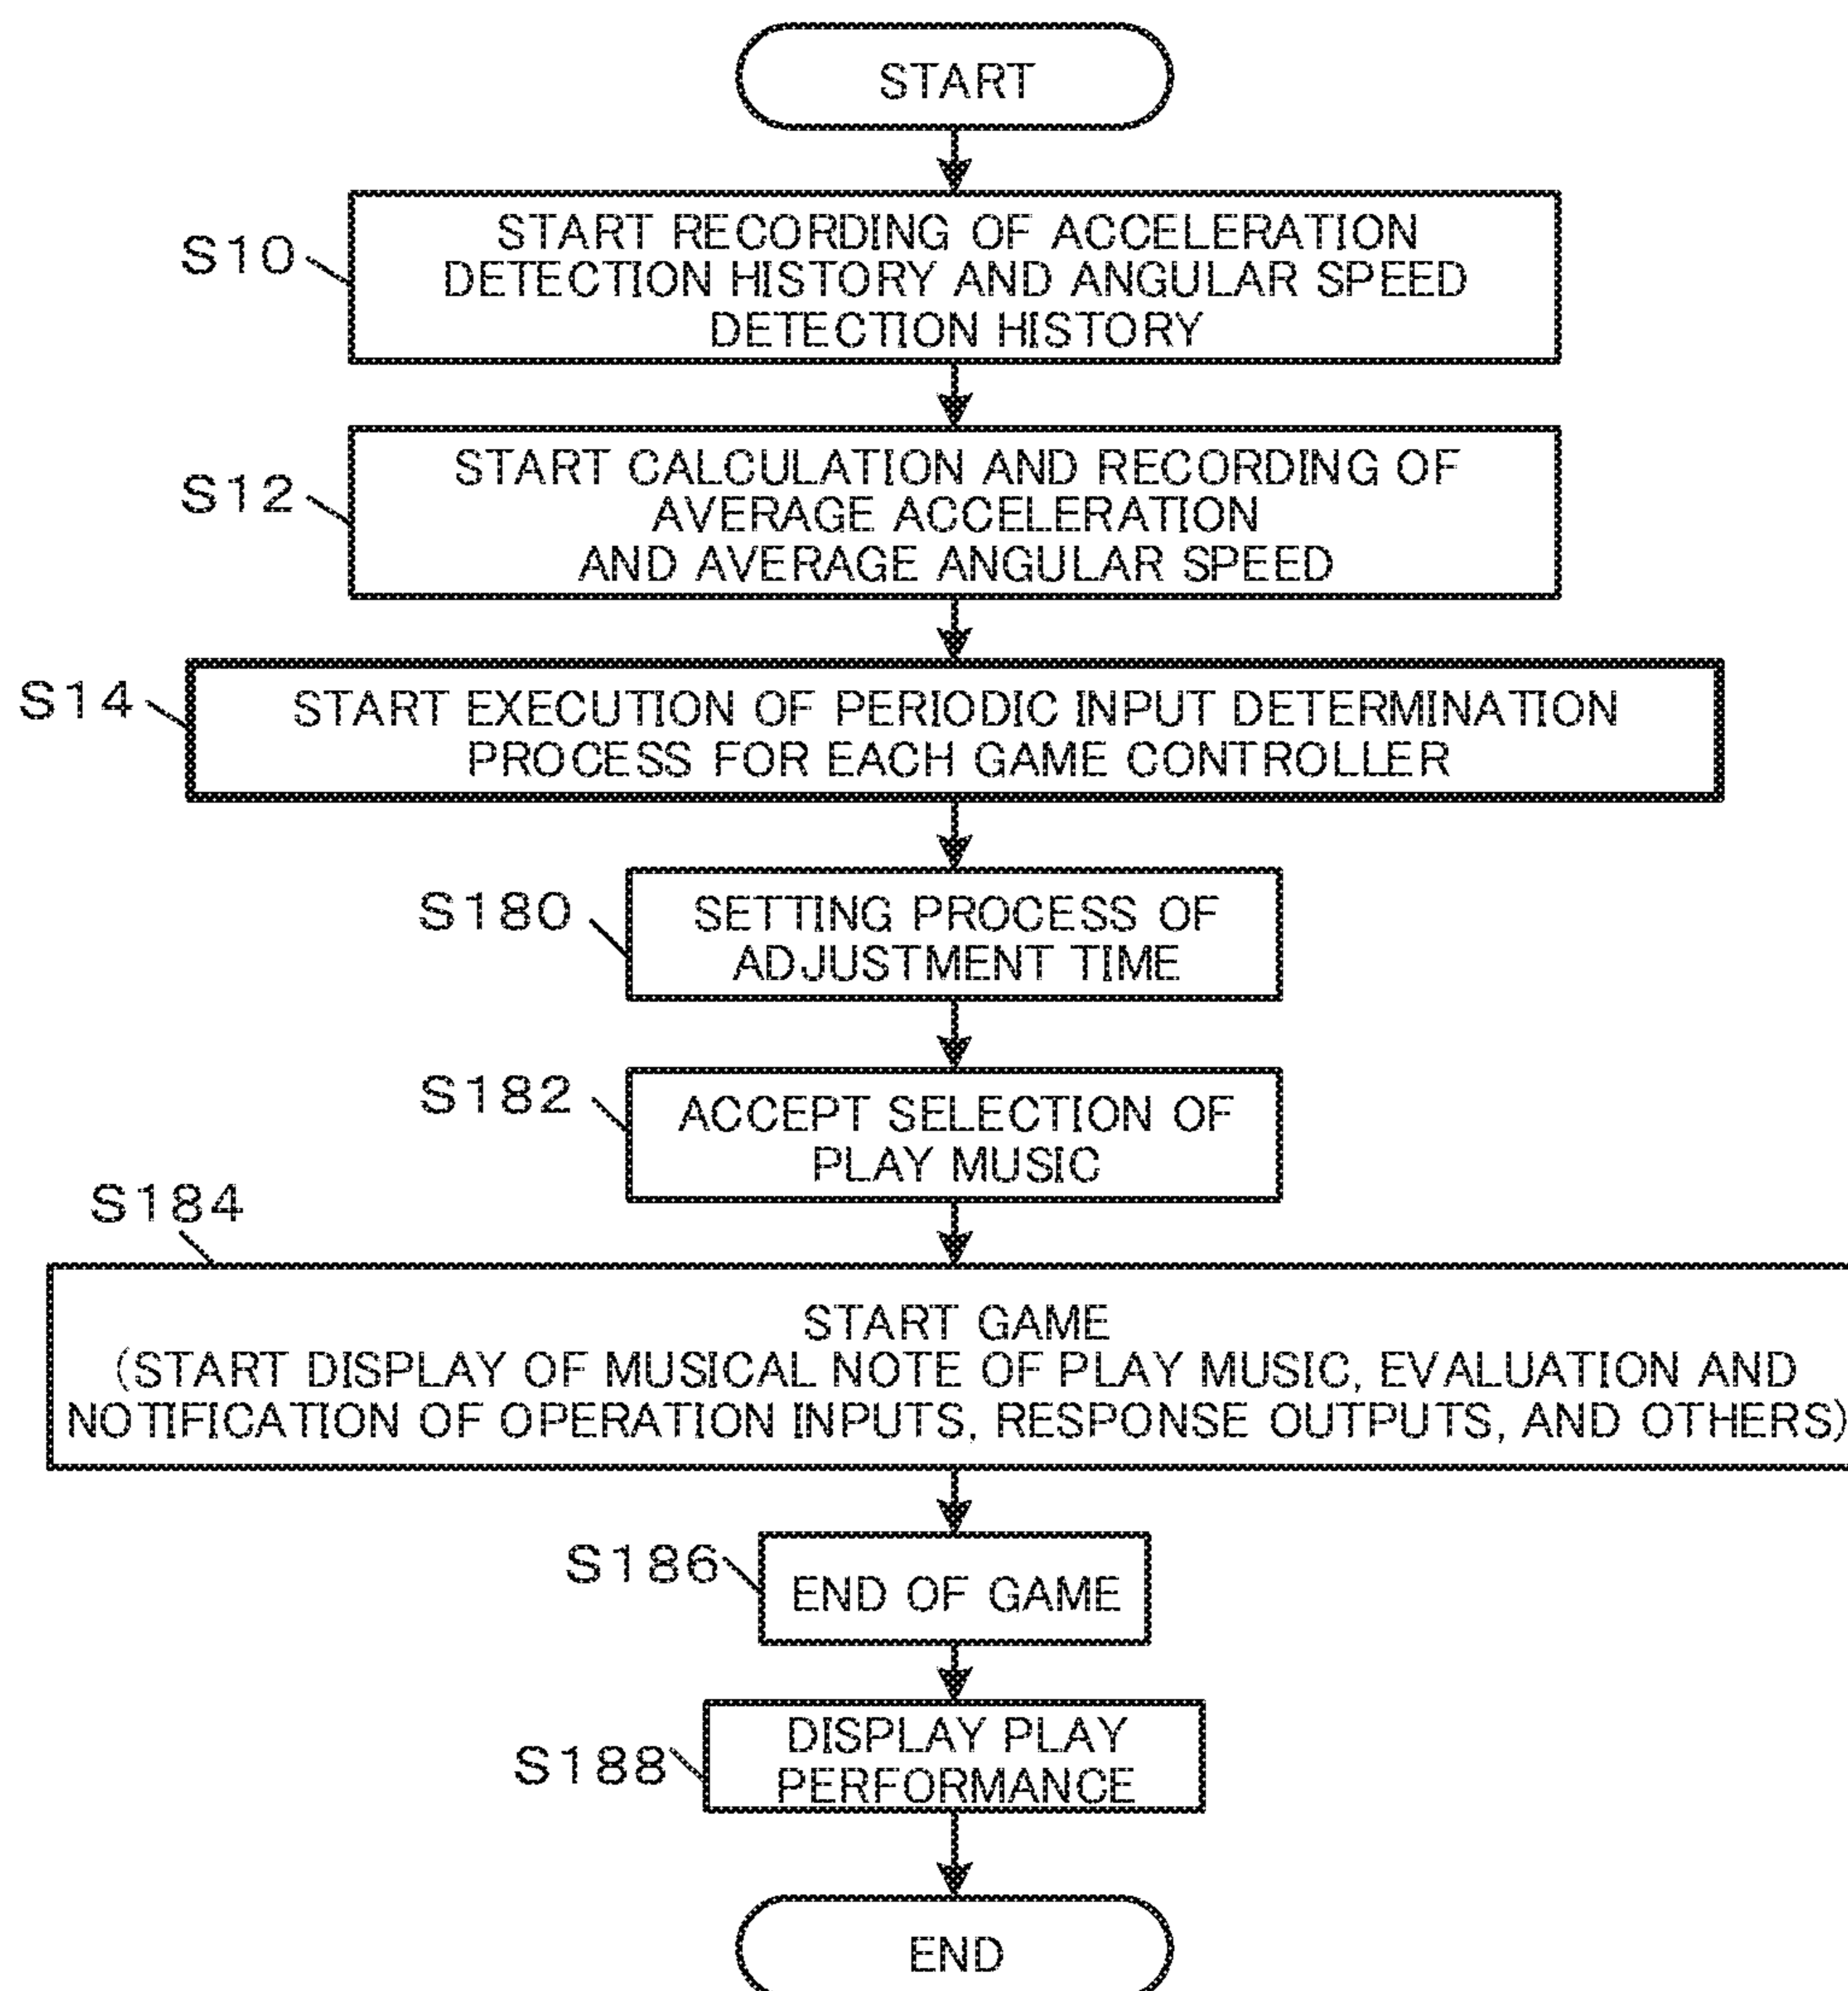 START
S10
START RECORDING OF ACCELERATION
DETECTION HISTORY AND ANGULAR SPEED
DETECTION HISTORY
S12
START CALCULATION AND RECORDING OF
AVERAGE ACCELERATION
AND AVERAGE ANGULAR SPEED
S14
START EXECUTION OF PERIODIC INPUT DETERMINATION
PROCESS FOR EACH GAME CONTROLLER
S180
SETTING PROCESS OF
ADJUSTMENT TIME
S182
ACCEPT SELECTION OF
PLAY MUSIC
S184
START GAME
(START DISPLAY OF MUSICAL NOTE OF PLAY MUSIC, EVALUATION AND
NOTIFICATION OF OPERATION INPUTS, RESPONSE OUTPUTS, AND OTHERS)
S186
END OF GAME
S188
DISPLAY PLAY
PERFORMANCE
END